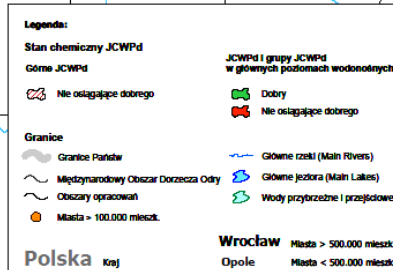 Legenda:
Stan chemiczny JCWPd
Górne JCWPd
Nie osiągające dobrego
JCWPd i grupy JCWPd
w głównych poziomach wodonośnych
Dobry
Nie osiągające dobrego
Granice
Granice Państw
Międzynarodowy Obszar Dorzecza Odry
Obszary opracowań
Miasta > 100.000 mieszk.
Główne rzeki (Main Rivers)
Główne jeziora (Main Lakes)
Wody przybrzeżne i przejściowe
Polska Kraj
Wrocław Miasta > 500.000 mieszk
Opole Miasta < 500.000 mieszk